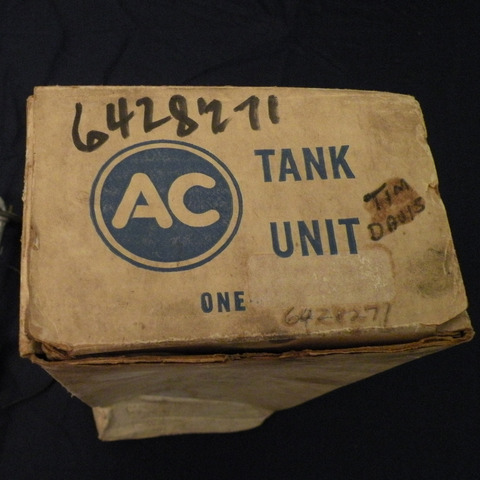 6428271
AC
TANK
UNIT
TIM
DAVIS
ONE
6428271